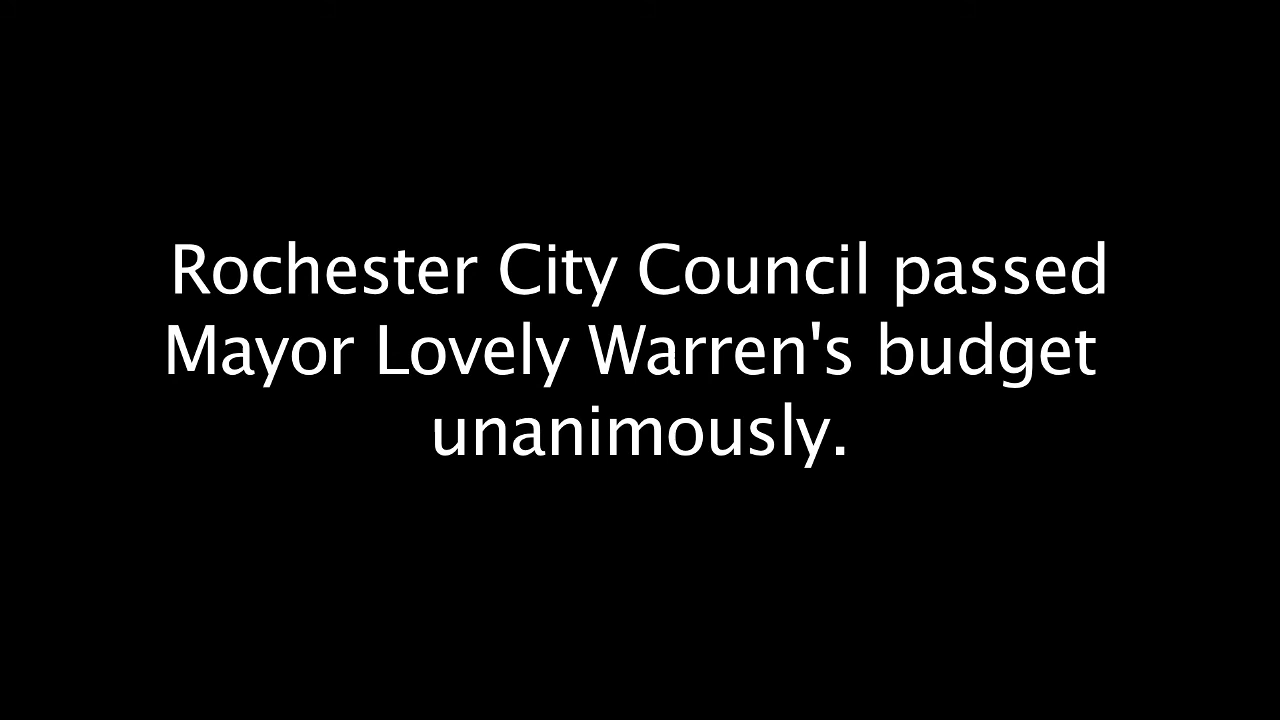 Rochester City Council passed
Mayor Lovely Warren's budget
unanimously.